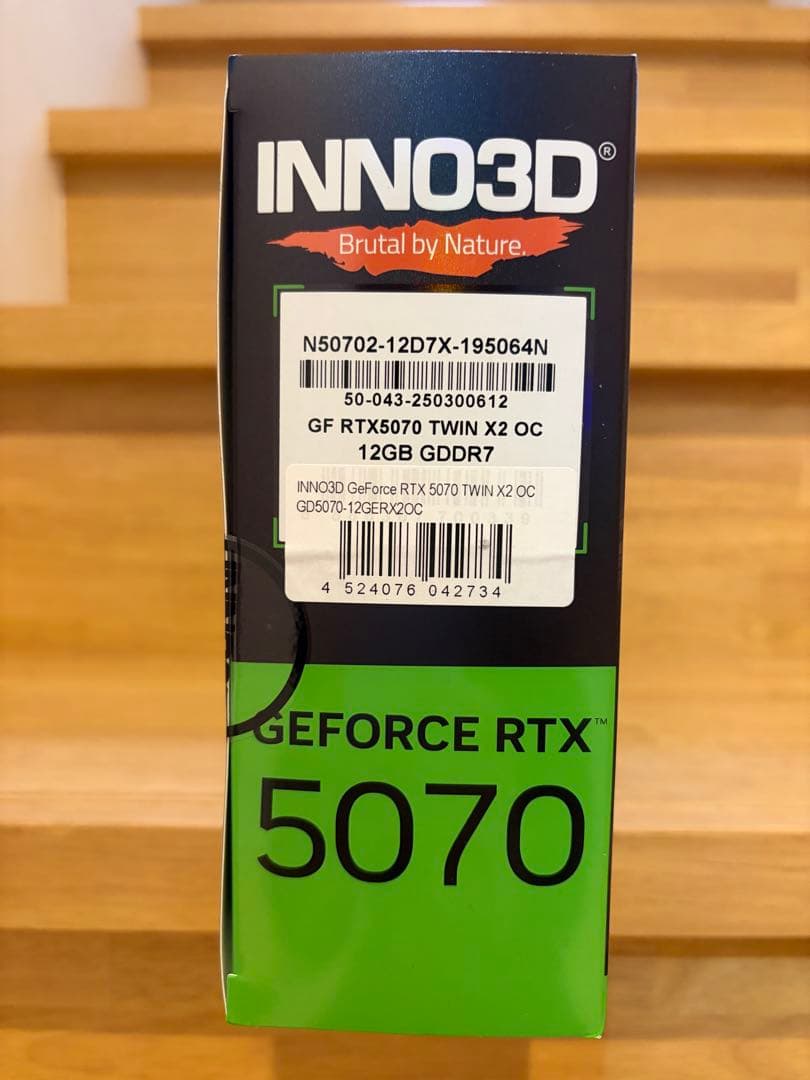 INNO3D®
Brutal by Nature.
N50702-12D7X-195064N
50-043-250300612
GF RTX5070 TWIN X2 OC
12GB GDDR7
INNO3D GeForce RTX 5070 TWIN X2 OC
GD5070-12GERX2OC
4 524076 042734
GEFORCE RTX™
5070